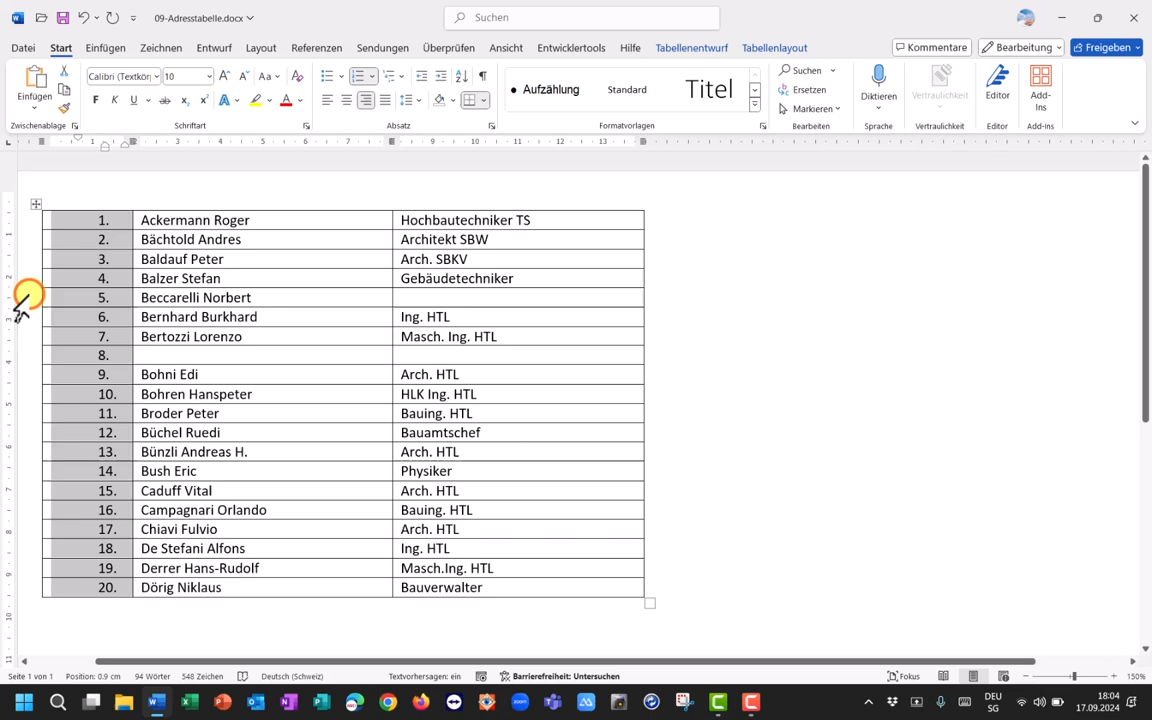 09-Adresstabelle.docx
Suchen
Datei Start Einfügen Zeichnen Entwurf Layout Referenzen Sendungen Überprüfen Ansicht Entwicklertools Hilfe Tabellenentwurf Tabellenlayout Kommentare Bearbeitung Freigeben
Einfügen
Calibri (Textkörp 10
F K U ab x₂ x²
Aufzählung Standard Titel
Suchen
Ersetzen
Markieren
Diktieren Vertraulichkeit Editor Add-Ins
Zwischenablage Schriftart Absatz Formatvorlagen Bearbeiten Sprache Vertraulichkeit Editor Add-Ins
1. Ackermann Roger Hochbautechniker TS
2. Bächtold Andres Architekt SBW
3. Baldauf Peter Arch. SBKV
4. Balzer Stefan Gebäudetechniker
5. Beccarelli Norbert
6. Bernhard Burkhard Ing. HTL
7. Bertozzi Lorenzo Masch. Ing. HTL
8.
9. Bohni Edi Arch. HTL
10. Bohren Hanspeter HLK Ing. HTL
11. Broder Peter Bauing. HTL
12. Büchel Ruedi Bauamtschef
13. Bünzli Andreas H. Arch. HTL
14. Bush Eric Physiker
15. Caduff Vital Arch. HTL
16. Campagnari Orlando Bauing. HTL
17. Chiavi Fulvio Arch. HTL
18. De Stefani Alfons Ing. HTL
19. Derrer Hans-Rudolf Masch.Ing. HTL
20. Dörig Niklaus Bauverwalter
Seite 1 von 1 Position: 0.9 cm 94 Wörter 548 Zeichen Deutsch (Schweiz) Textvorhersagen: ein Barrierefreiheit: Untersuchen Fokus 150%
DEU 18:04
SG 17.09.2024